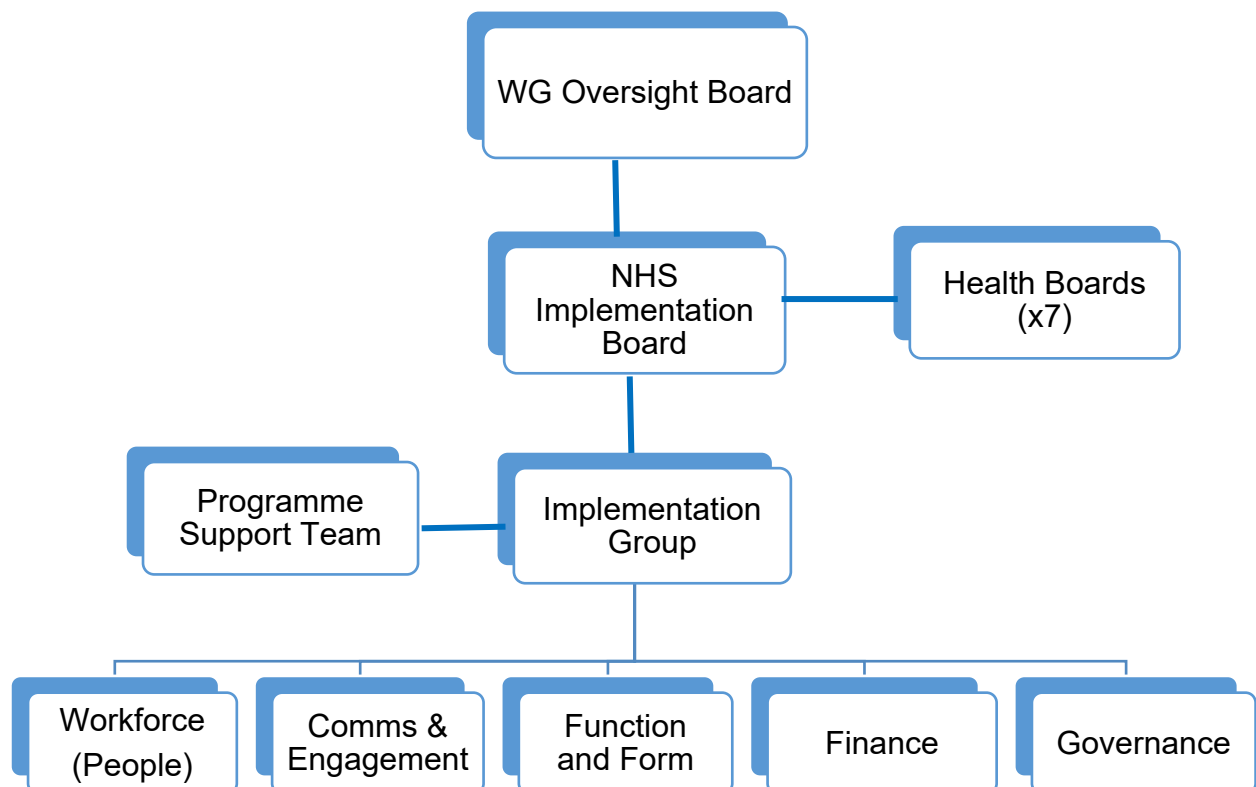 WG Oversight Board
NHS
Implementation
Board
Health Boards
(x7)
Programme
Support Team
Implementation
Group
Workforce
(People)
Comms &
Engagement
Function
and Form
Finance
Governance